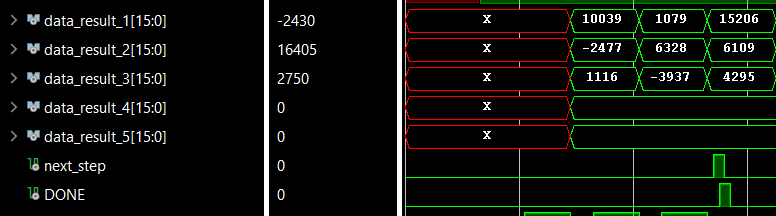 data_result_1[15:0] -2430 X 10039 1079 15206
data_result_2[15:0] 16405 X -2477 6328 6109
data_result_3[15:0] 2750 X 1116 -3937 4295
data_result_4[15:0] 0 X
data_result_5[15:0] 0 X
next_step 0
DONE 0